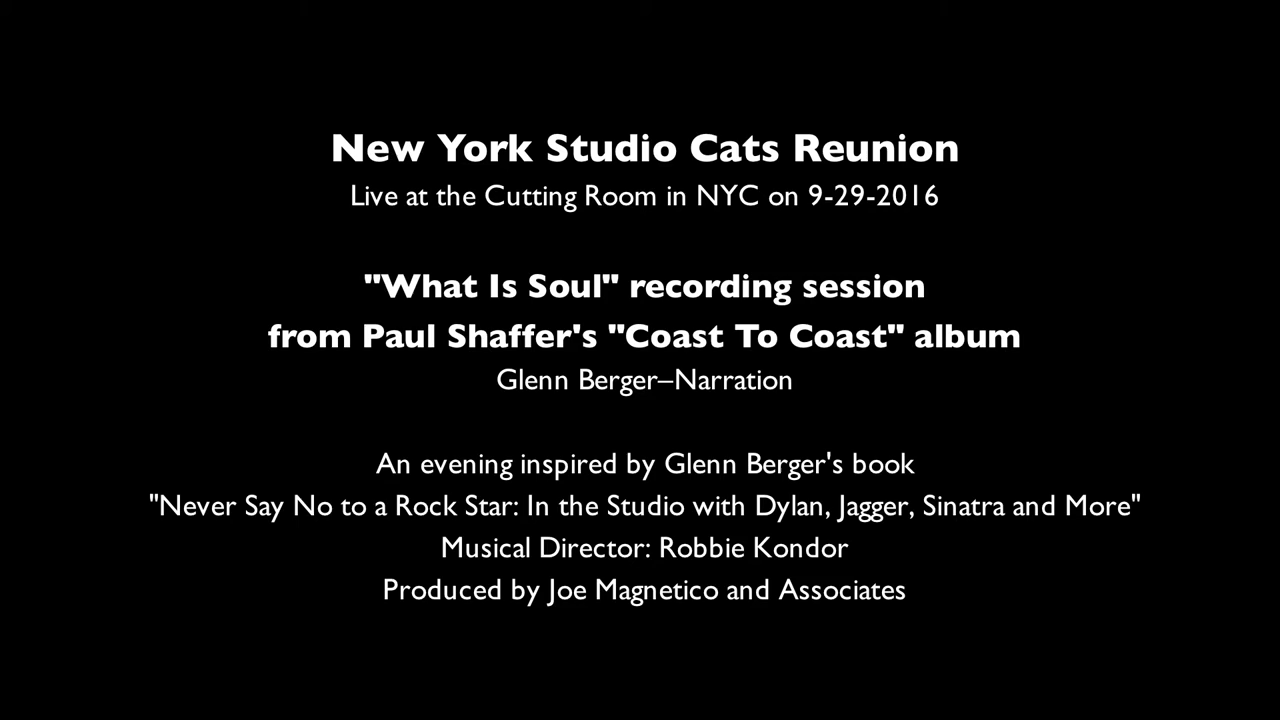 New York Studio Cats Reunion
Live at the Cutting Room in NYC on 9-29-2016
"What Is Soul" recording session
from Paul Shaffer's "Coast To Coast" album
Glenn Berger–Narration
An evening inspired by Glenn Berger's book
"Never Say No to a Rock Star: In the Studio with Dylan, Jagger, Sinatra and More"
Musical Director: Robbie Kondor
Produced by Joe Magnetico and Associates